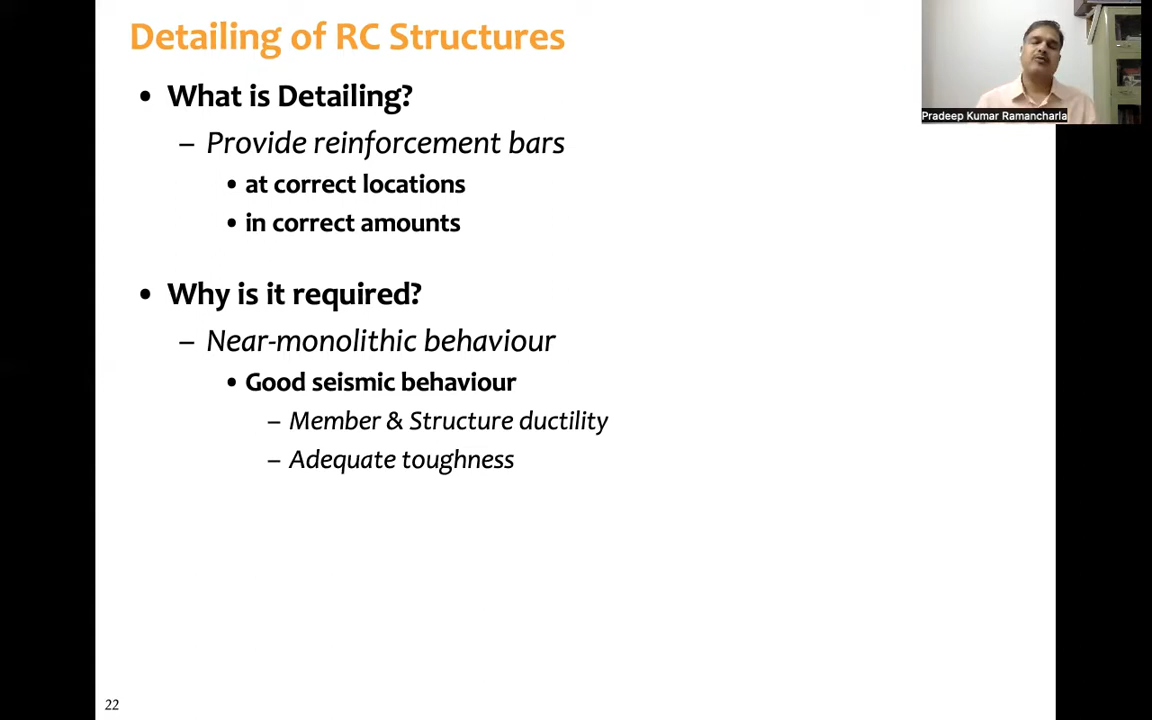 Detailing of RC Structures
• What is Detailing?
– Provide reinforcement bars
• at correct locations
• in correct amounts
• Why is it required?
– Near-monolithic behaviour
• Good seismic behaviour
– Member & Structure ductility
– Adequate toughness
22
Pradeep Kumar Ramancharla